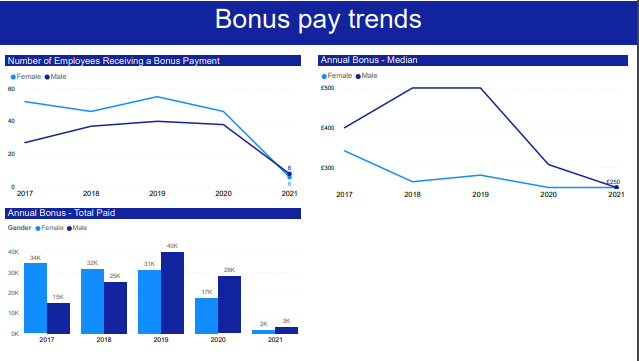 Bonus pay trends
Number of Employees Receiving a Bonus Payment
Female Male
60
40
20
0
8
6
2017 2018 2019 2020 2021
Annual Bonus - Median
Female Male
£500
£400
£300
£250
2017 2018 2019 2020 2021
Annual Bonus - Total Paid
Gender Female Male
40K
30K
20K
10K
0K
34K 15K 32K 25K 31K 40K 17K 28K 2K 3K
2017 2018 2019 2020 2021